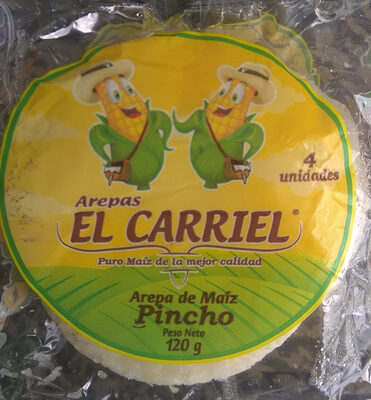 4
unidades
Arepas
EL CARRIEL®
Puro Maíz de la mejor calidad
Arepa de Maíz
Pincho
Peso Neto
120 g